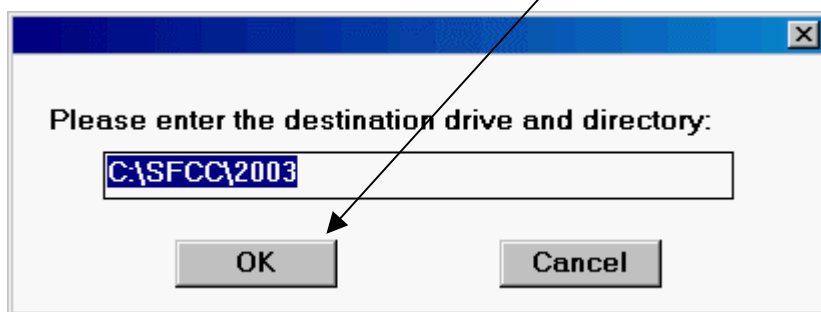 Please enter the destination drive and directory:
C:\SFCC\2003
OK Cancel